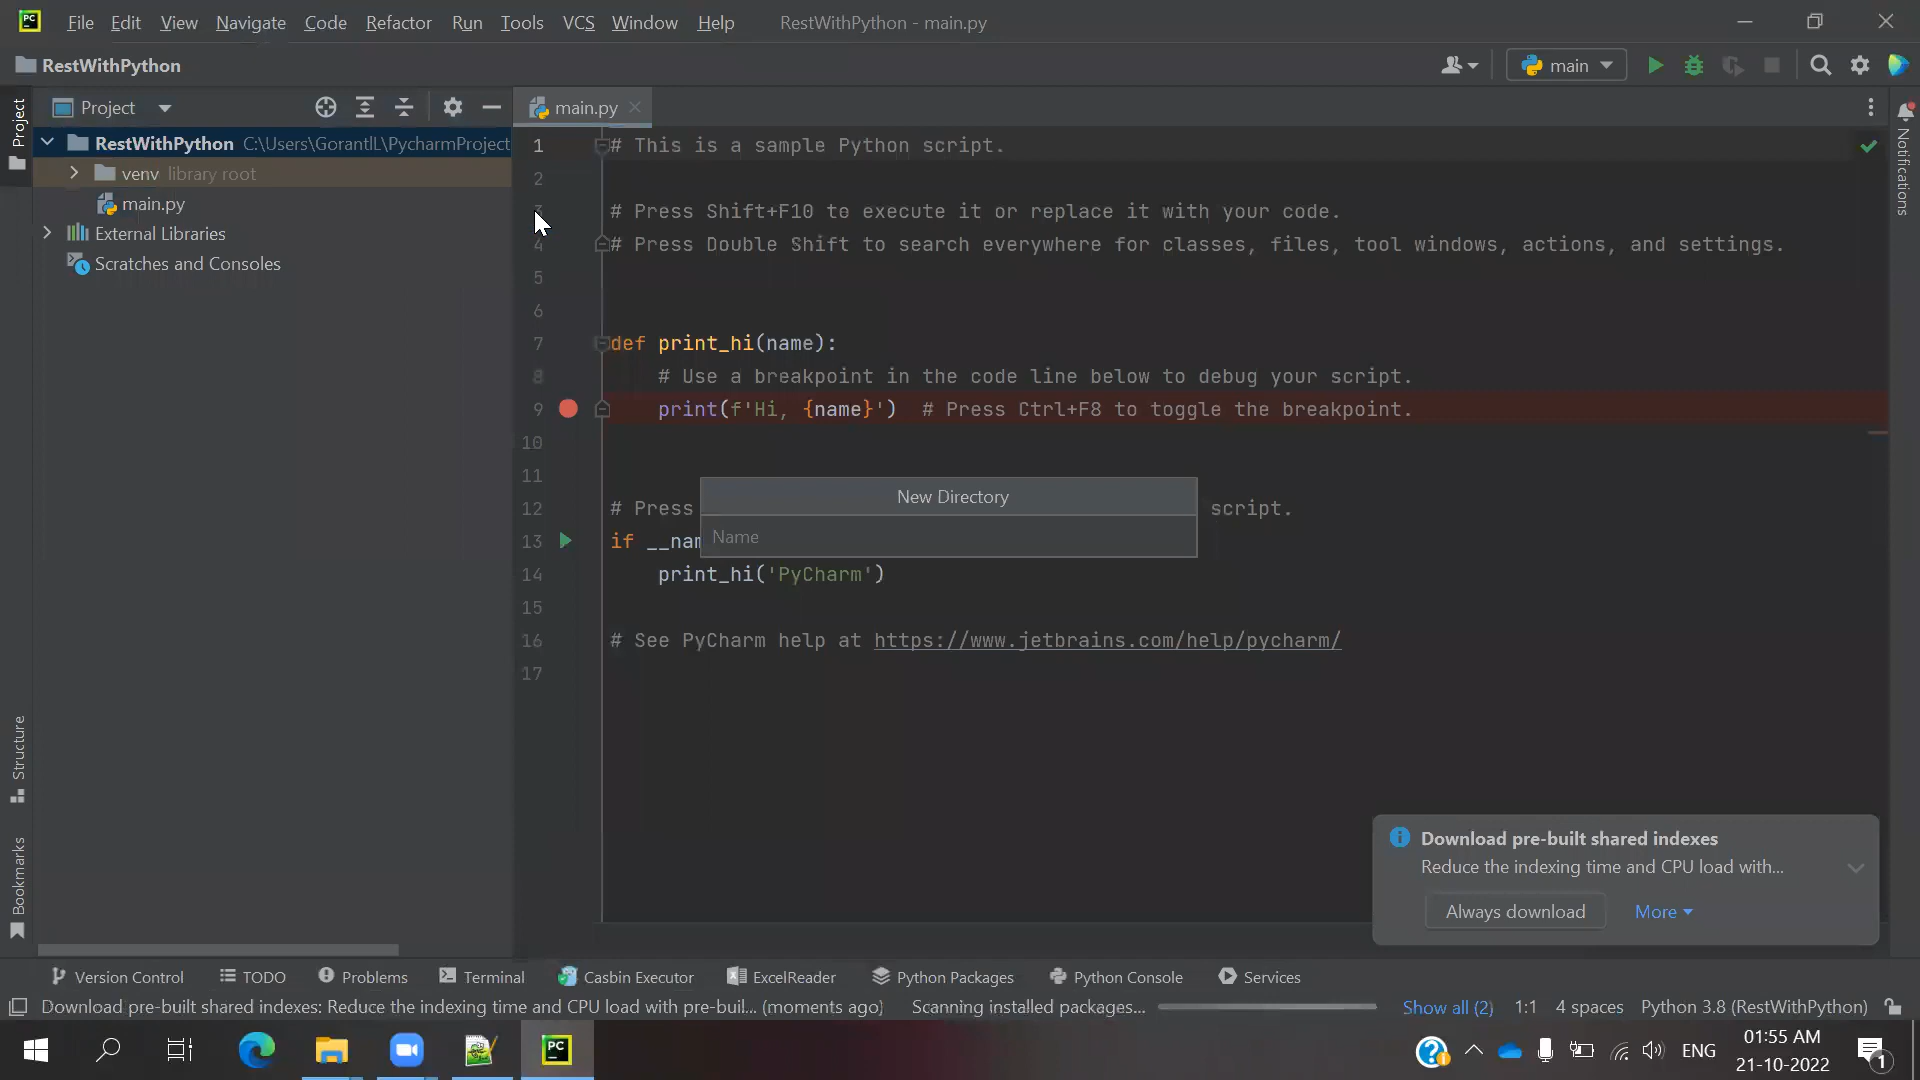 PC File Edit View Navigate Code Refactor Run Tools VCS Window Help RestWithPython - main.py
RestWithPython main
Project main.py
RestWithPython C:\Users\GorantlL\PycharmProject
venv library root
main.py
External Libraries
Scratches and Consoles
Project
Structure
Bookmarks
Notifications
1 # This is a sample Python script.
2
3 # Press Shift+F10 to execute it or replace it with your code.
4 # Press Double Shift to search everywhere for classes, files, tool windows, actions, and settings.
5
6
7 def print_hi(name):
8 # Use a breakpoint in the code line below to debug your script.
9 print(f'Hi, {name}') # Press Ctrl+F8 to toggle the breakpoint.
10
11
12 # Press script.
13 if __nam
14 print_hi('PyCharm')
15
16 # See PyCharm help at https://www.jetbrains.com/help/pycharm/
17
New Directory
Name
Download pre-built shared indexes
Reduce the indexing time and CPU load with...
Always download More
Version Control TODO Problems Terminal Casbin Executor ExcelReader Python Packages Python Console Services
Download pre-built shared indexes: Reduce the indexing time and CPU load with pre-buil... (moments ago) Scanning installed packages... Show all (2) 1:1 4 spaces Python 3.8 (RestWithPython)
PC ENG 01:55 AM
21-10-2022 1